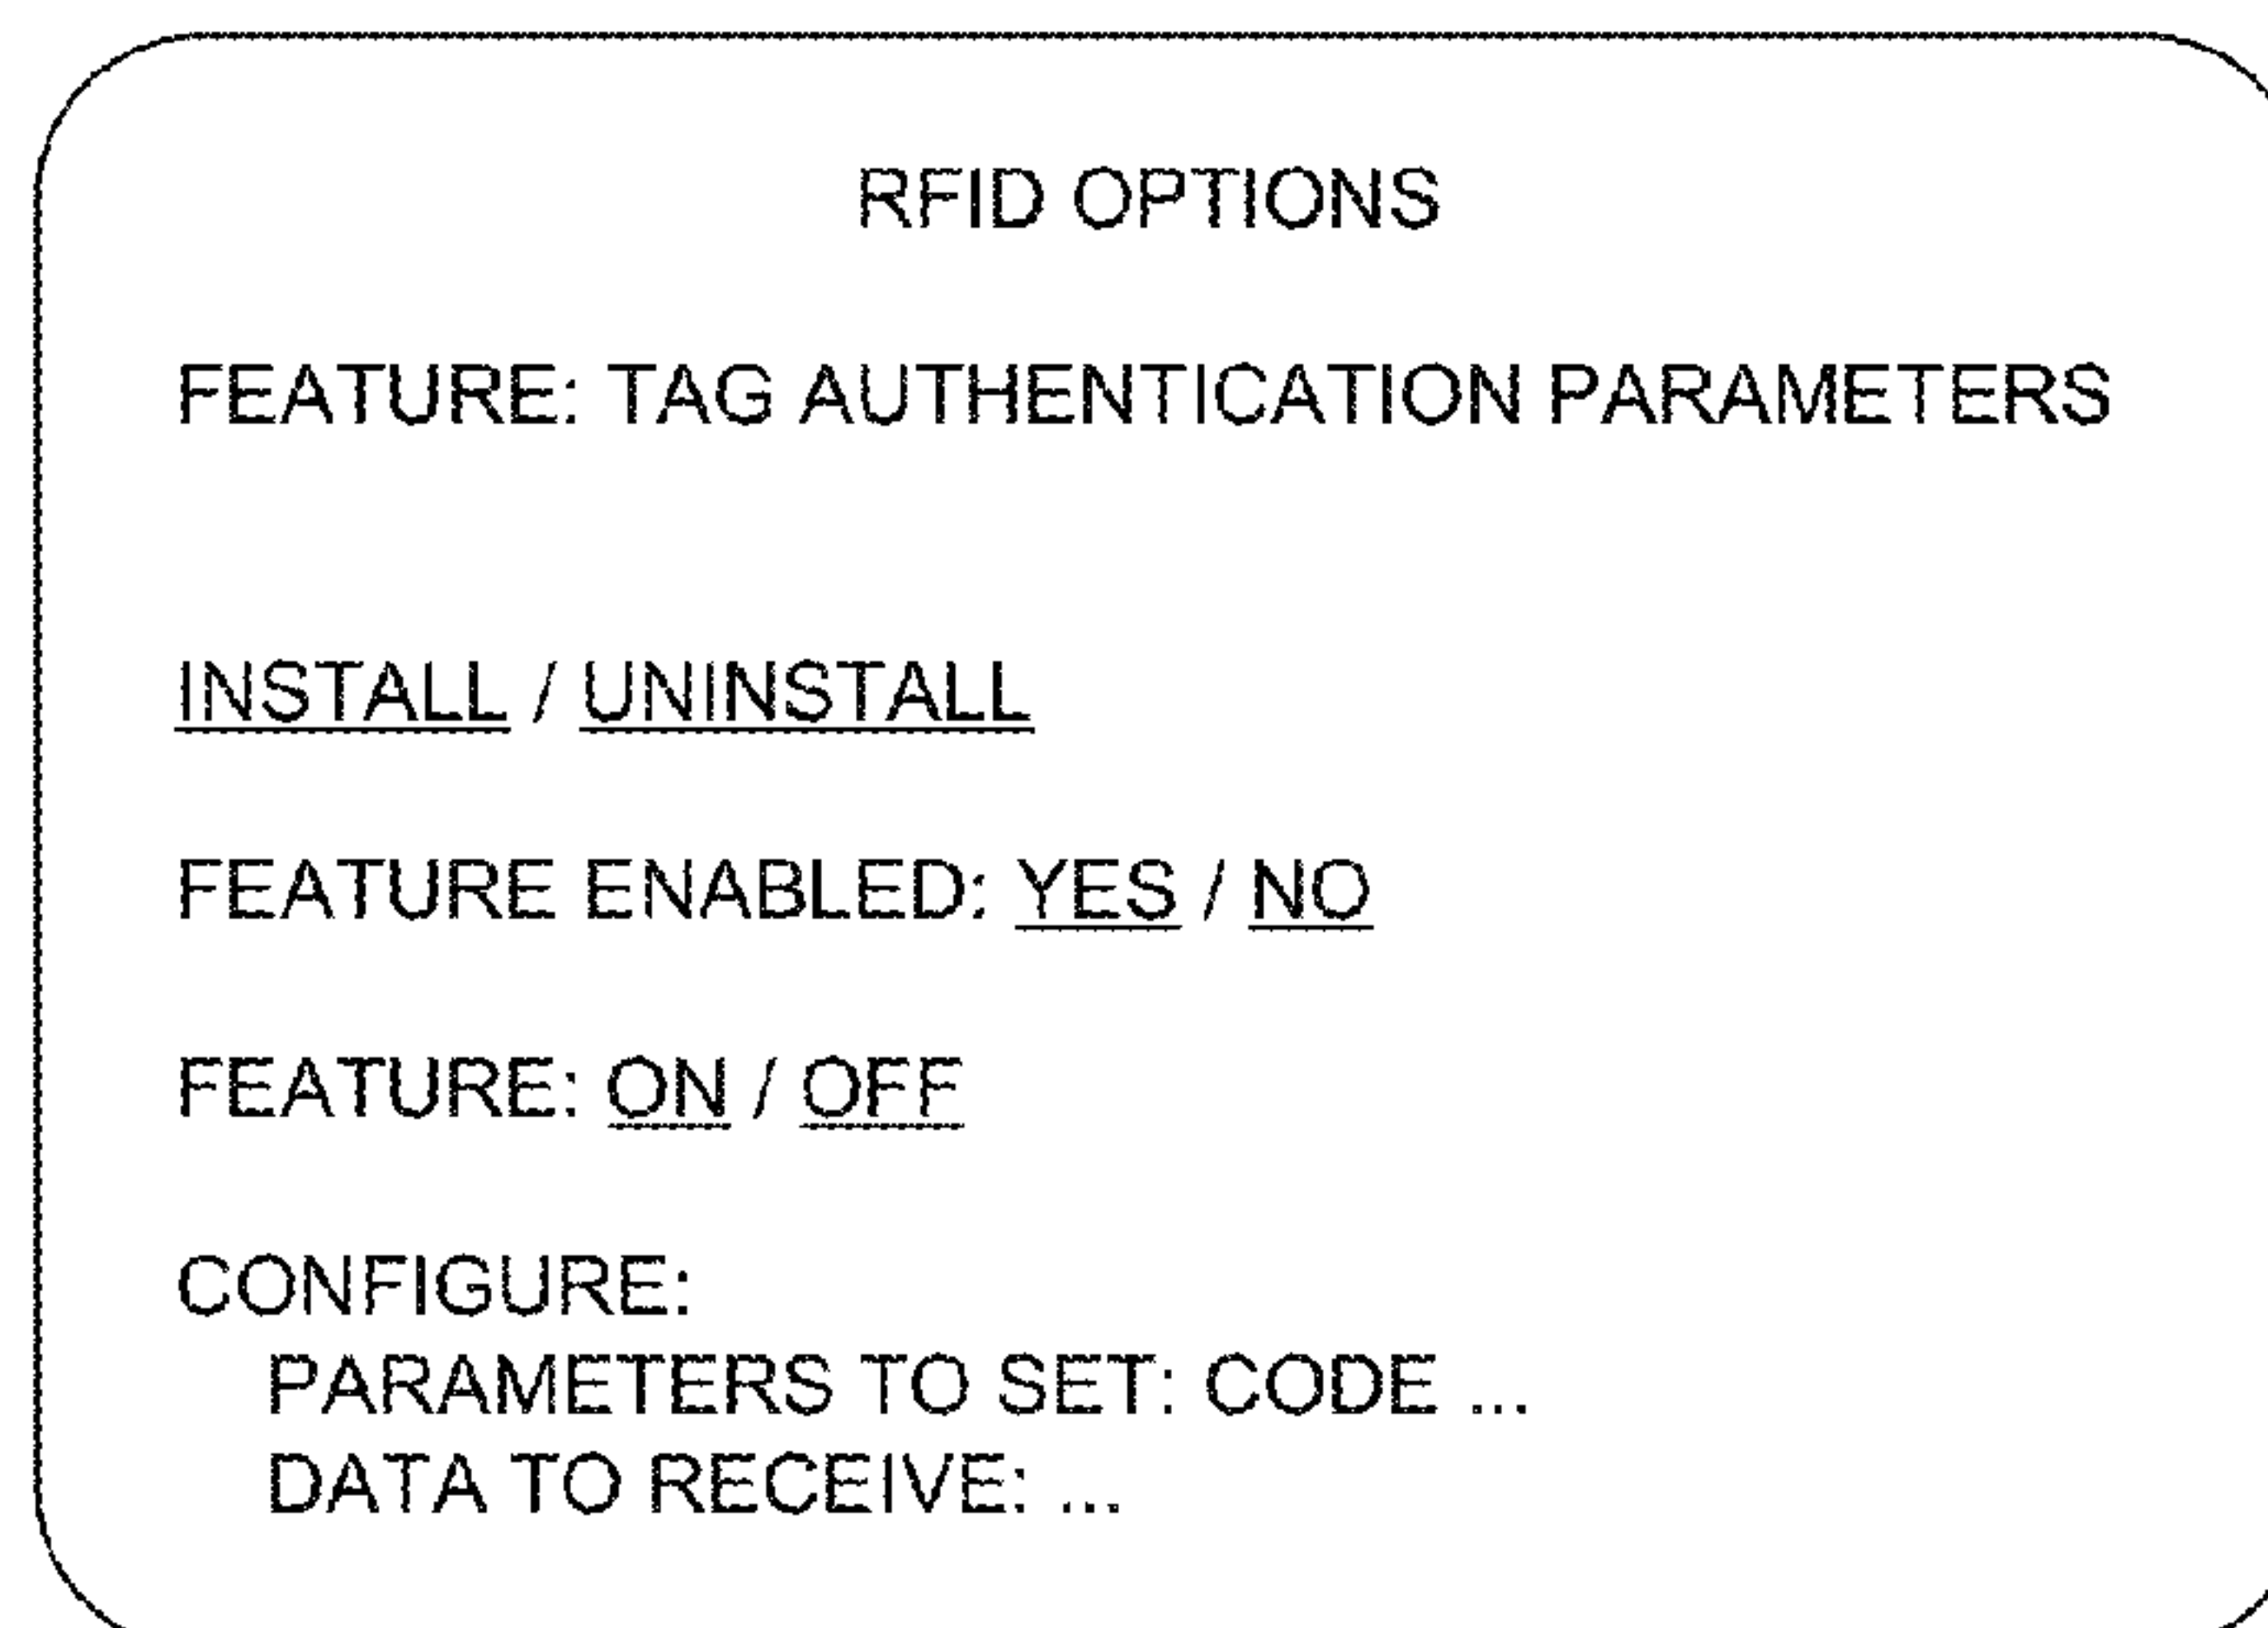 RFID OPTIONS
FEATURE: TAG AUTHENTICATION PARAMETERS
INSTALL / UNINSTALL
FEATURE ENABLED: YES / NO
FEATURE: ON / OFF
CONFIGURE:
PARAMETERS TO SET: CODE ...
DATA TO RECEIVE: ...